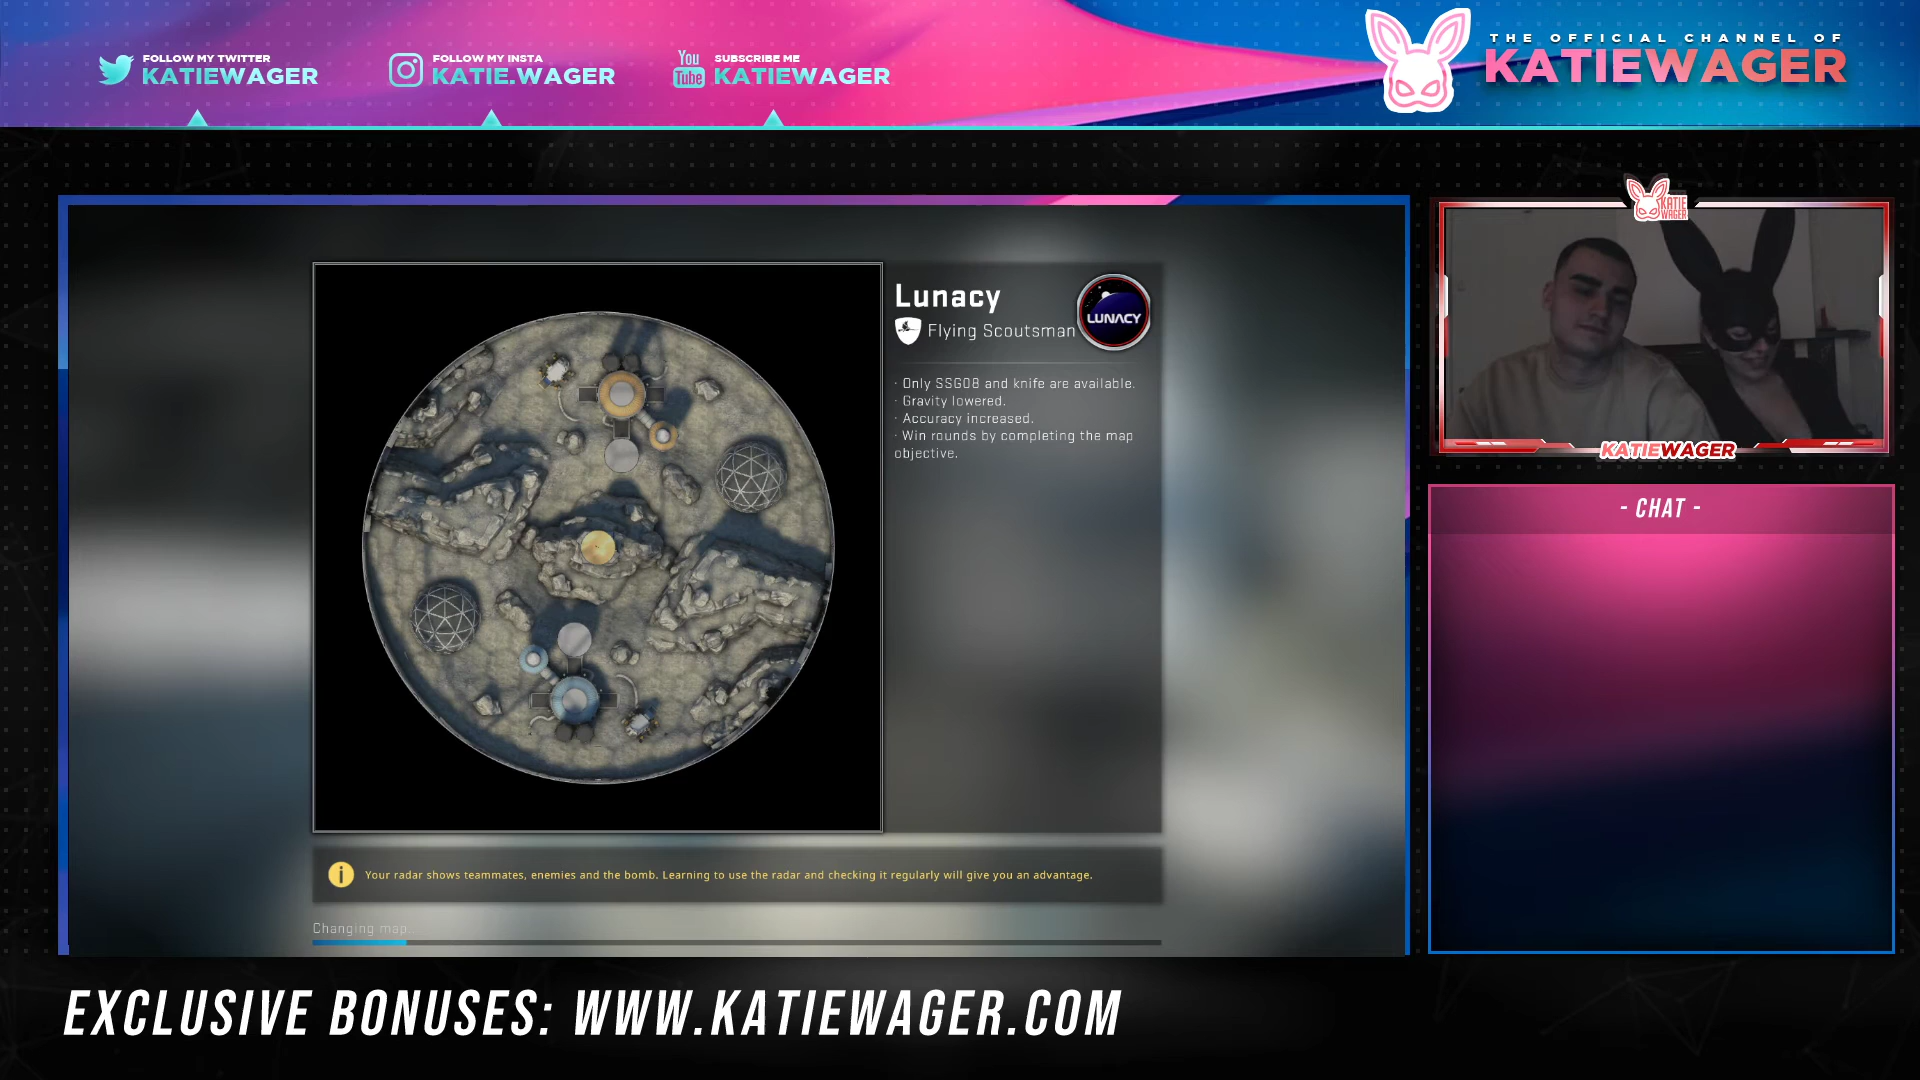 FOLLOW MY TWITTER
KATIEWAGER
FOLLOW MY INSTA
KATIE.WAGER
You
Tube
SUBSCRIBE ME
KATIEWAGER
THE OFFICIAL CHANNEL OF
KATIEWAGER
KATIE
WAGER
KATIEWAGER
Lunacy
Flying Scoutsman
LUNACY
· Only SSG08 and knife are available.
· Gravity lowered.
· Accuracy increased.
· Win rounds by completing the map
objective.
- CHAT -
i
Your radar shows teammates, enemies and the bomb. Learning to use the radar and checking it regularly will give you an advantage.
Changing map...
EXCLUSIVE BONUSES: WWW.KATIEWAGER.COM